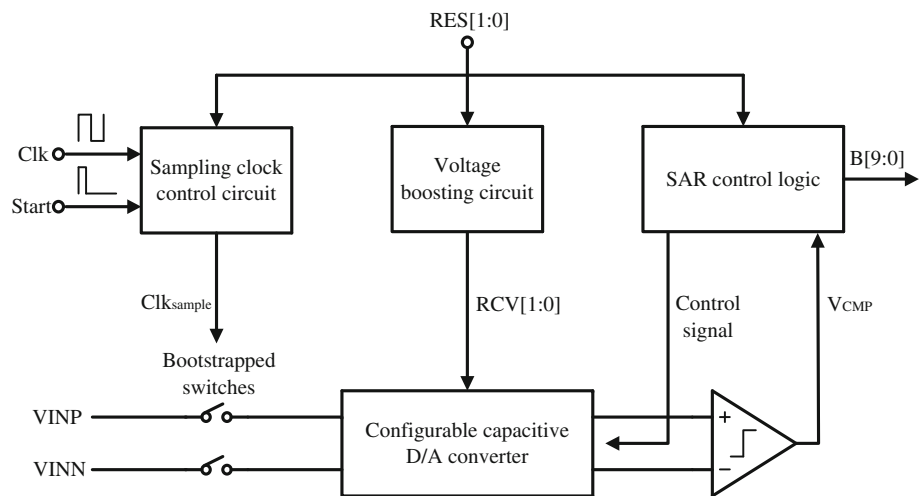 RES[1:0]
Clk
Start
Sampling clock
control circuit
Voltage
boosting circuit
SAR control logic
B[9:0]
Clksample
RCV[1:0]
Control
signal
VCMP
Bootstrapped
switches
VINP
VINN
Configurable capacitive
D/A converter
+
−